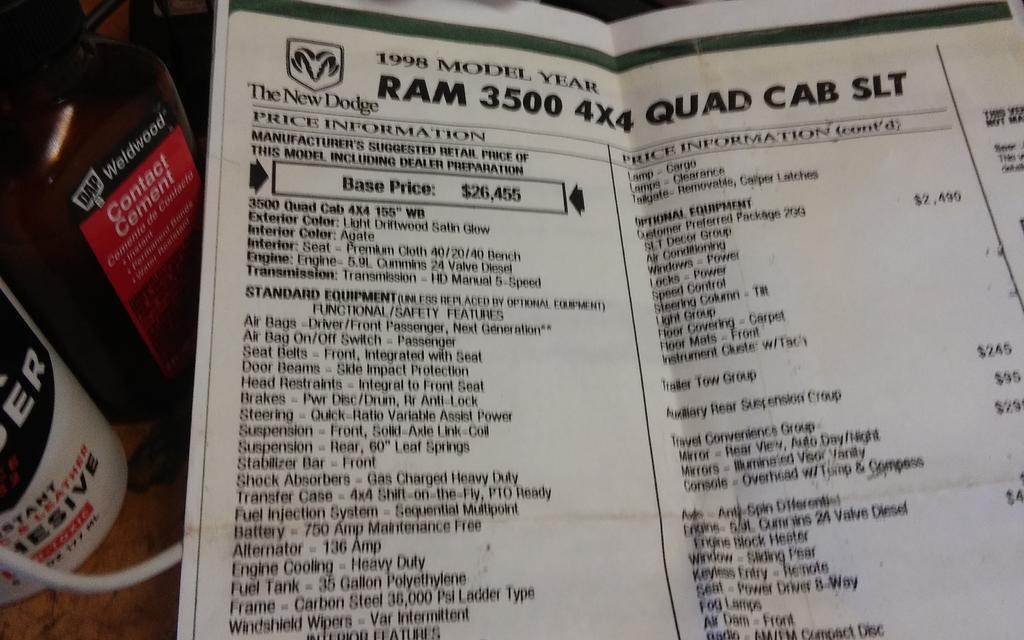 1998 MODEL YEAR
The New Dodge
RAM 3500 4X4 QUAD CAB SLT
PRICE INFORMATION
MANUFACTURER'S SUGGESTED RETAIL PRICE OF
THIS MODEL INCLUDING DEALER PREPARATION
Base Price: $26,455
3500 Quad Cab 4X4 155" WB
Exterior Color: Light Driftwood Satin Glow
Interior Color: Agate
Interior: Seat – Premium Cloth 40/20/40 Bench
Engine: Engine- 5.9L Cummins 24 Valve Diesel
Transmission: Transmission – HD Manual 5-Speed
STANDARD EQUIPMENT (UNLESS REPLACED BY OPTIONAL EQUIPMENT)
FUNCTIONAL/SAFETY FEATURES
Air Bags –Driver/Front Passenger, Next Generation**
Air Bag On/Off Switch – Passenger
Seat Belts – Front, Integrated with Seat
Door Beams – Side Impact Protection
Head Restraints – Integral to Front Seat
Brakes – Pwr Disc/Drum, Rr Anti-Lock
Steering – Quick-Ratio Variable Assist Power
Suspension – Front, Solid-Axle Link-Coil
Suspension – Rear, 60" Leaf Springs
Stabilizer Bar – Front
Shock Absorbers – Gas Charged Heavy Duty
Transfer Case – 4x4 Shift-on-the-Fly, PTO Ready
Fuel Injection System – Sequential Multipoint
Battery – 750 Amp Maintenance Free
Alternator – 136 Amp
Engine Cooling – Heavy Duty
Fuel Tank – 35 Gallon Polyethylene
Frame – Carbon Steel 36,000 Psi Ladder Type
Windshield Wipers – Var Intermittent
INTERIOR FEATURES
PRICE INFORMATION (cont'd)
Lamp – Cargo
Lamps – Clearance
Tailgate- Removable, Caliper Latches
OPTIONAL EQUIPMENT
Customer Preferred Package 2GG $2,490
SLT Decor Group
Air Conditioning
Windows – Power
Locks – Power
Speed Control
Steering Column – Tilt
Light Group
Floor Covering – Carpet
Floor Mats – Front
Instrument Cluster w/Tach
Trailer Tow Group $245
Auxiliary Rear Suspension Group $95
Travel Convenience Group
Mirror – Rear View, Auto Day/Night
Mirrors – Illuminated Visor Vanity
Console – Overhead w/Temp & Compass
Axle – Anti-Spin Differential
Engine- 5.9L Cummins 24 Valve Diesel
Engine Block Heater
Window – Sliding Rear
Keyless Entry – Remote
Seat – Power Driver 8-Way
Fog Lamps
Air Dam – Front
Radio – AM/FM Compact Disc
DAP Weldwood
Contact
Cement
Cemento de Contacto